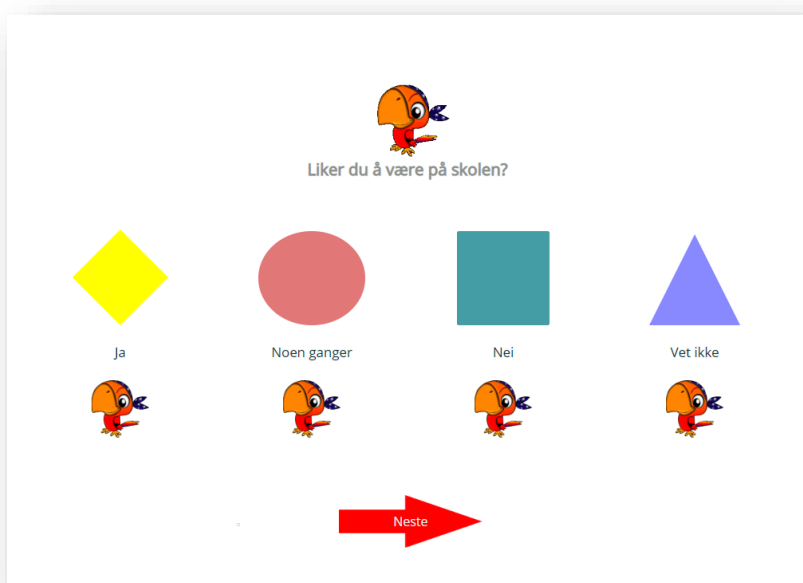 Liker du å være på skolen?
Ja
Noen ganger
Nei
Vet ikke
Neste